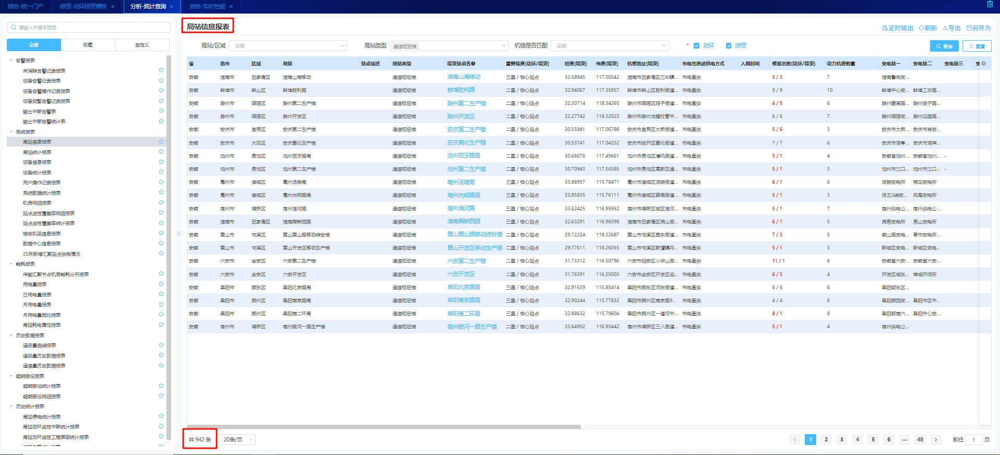 综合-统一门户
综资-动环综资稽核 ×
分析-统计查询 ×
综合-实时性能 ×
请输入关键字搜索
全部 收藏 自定义
告警报表
未消除告警记录报表
设备告警记录报表
设备告警操作记录报表
设备频繁告警记录报表
输出中断告警表
输出中断告警统计表
系统报表
局站信息报表
局站统计报表
设备信息报表
设备统计报表
用户操作记录报表
系统数据统计报表
机房明细报表
站点监控覆盖率明细报表
站点监控覆盖率统计报表
楼栋机架信息报表
数据中心信息报表
25年新增汇聚站点供电情况
能耗报表
传输汇聚节点机房能耗分析报表
用电量报表
日用电量报表
月用电量报表
月用电量同比报表
局站耗电属性报表
历史数据报表
遥测量曲线报表
遥测量历史数据报表
遥信量历史数据报表
超期服役报表
超期服役统计报表
超期服役明细报表
历史统计报表
局站停电统计报表
局站动环监控中断统计报表
局站动环监控工程屏蔽统计报表
局站信息报表
定时输出 刷新 导出 另存为
局站/区域 全部 局站类型 通信枢纽楼 机楼是否匹配 全部 * 动环 综资 查询 重置
省 地市 区域 局站 站点描述 局站类型 综资站点名 重要程度(动环/综资) 经度(综资) 纬度(综资) 机楼地址(综资) 市电性质或供电方式 入网时间 楼层总数(动环/综资) 动力机房数量 变电站一 变电站二 变电站三 变
安徽 淮南市 田家庵区 淮南山南移动 通信枢纽楼 淮南山南移动 三星 / 核心站点 32.58945 117.00342 淮南市田家庵区三和镇... 市电直供 5 / 3 7 淮南鲁岗变...
安徽 蚌埠市 蚌山区 蚌埠胜利路 通信枢纽楼 蚌埠胜利路 二星 / 核心站点 32.94067 117.35957 蚌埠市蚌山区胜利街道... 市电直供 9 / 9 10 蚌埠中心变... 蚌埠工农路...
安徽 滁州市 琅琊区 滁州第二生产楼 通信枢纽楼 滁州第二生产楼 二星 / 核心站点 32.30714 118.34265 滁州市琅琊区扬子街道... 市电直供 4 / 5 6 滁州菱溪路... 滁州扬子路...
安徽 滁州市 琅琊区 滁州开发区 通信枢纽楼 滁州开发区 二星 / 核心站点 32.27742 118.32023 滁州市滁州龙蟠社管中... 市电直供 6 / 6 7 滁州琅琊变... 滁州花园路...
安徽 安庆市 宜秀区 安庆第二生产楼 通信枢纽楼 安庆第二生产楼 二星 / 核心站点 30.55941 117.06788 安庆市宜秀区大桥街道... 市电直供 5 / 6 3 安庆市大桥... 安庆市肖变...
安徽 安庆市 大观区 安庆菱北生产楼 通信枢纽楼 安庆菱北生产楼 二星 / 核心站点 30.53741 117.04252 安庆市经开区菱北街道... 市电直供 7 / 7 6 安庆市湖亭... 安庆市湖岸...
安徽 池州市 贵池区 池州百牙路局 通信枢纽楼 池州百牙路局 三星 / 核心站点 30.66676 117.49661 池州市贵池区清风街道... 市电直供 5 / 1 4 安徽省池州... 安徽省池州... -
安徽 池州市 贵池区 池州第二生产楼 通信枢纽楼 池州第二生产楼 二星 / 核心站点 30.70943 117.56585 池州市贵池区高新区通... 市电直供 5 / 1 3 池州市江口... 池州市江口... -
安徽 亳州市 谯城区 亳州汤陵局 通信枢纽楼 亳州汤陵局 三星 / 核心站点 33.88957 115.78471 亳州市谯城区汤陵街道... 市电直供 6 / 1 6 汤陵变电所 桐花变电所
安徽 亳州市 谯城区 亳州光明路局 通信枢纽楼 亳州光明路局 三星 / 核心站点 33.85835 115.76111 亳州市谯城区薛阁街道... 市电直供 5 / 1 3 汤王2线变... 凤尾变电所
安徽 宿州市 埇桥区 宿州淮河路 通信枢纽楼 宿州淮河路 三星 / 核心站点 33.62425 116.95952 宿州市埇桥区城区淮河... 市电直供 5 / 1 7 宿州供电公... 宿州供电公...
安徽 淮南市 田家庵区 淮南舜耕西路 通信枢纽楼 淮南舜耕西路 三星 / 核心站点 32.63291 116.98398 淮南市田家庵区洞山街... 市电直供 6 / 1 5 洞泉变电所 泉山变电所
安徽 黄山市 屯溪区 黄山黄山路移动综合楼 通信枢纽楼 黄山黄山路移动综合楼 三星 / 核心站点 29.72224 118.32687 黄山市屯溪区昱东街道... 市电直供 7 / 3 5 徽山路变电... 草市变电所...
安徽 黄山市 屯溪区 黄山开发区移动生产楼 通信枢纽楼 黄山开发区移动生产楼 二星 / 核心站点 29.77611 118.26055 黄山市屯溪区新潭镇丹... 市电直供 5 / 1 3 新城区变电... 新城区变电...
安徽 六安市 金安区 六安第二生产楼 通信枢纽楼 六安第二生产楼 三星 / 核心站点 31.73312 116.50796 六安市裕安区小华山街... 市电直供 11 / 1 6 安徽省六安... 安徽省六安...
安徽 六安市 金安区 六安开发区 通信枢纽楼 六安开发区 二星 / 核心站点 31.76391 116.55003 六安市金安区开发区迎... 市电直供 6 / 5 4 开发区城东... 锦城开闭所
安徽 阜阳市 颍东区 阜阳北京路局 通信枢纽楼 阜阳北京路局 三星 / 核心站点 32.91639 115.85414 阜阳市颍东区河东街道... 市电直供 6 / 6 6 阜阳颍东区...
安徽 阜阳市 颍州区 阜阳南京路局 通信枢纽楼 阜阳南京路局 三星 / 核心站点 32.90244 115.77832 阜阳市颍州区南京路9... 市电直供 4 / 4 6 阜阳颍西变... 阜阳市区中...
安徽 阜阳市 颍州区 阜阳南二环局 通信枢纽楼 阜阳南二环局 三星 / 核心站点 32.88632 115.79604 阜阳市颍州区一道河中... 市电直供 8 / 1 8 阜阳颍南六... 阜阳中心变...
安徽 宿州市 埇桥区 宿州银河一路生产楼 通信枢纽楼 宿州银河一路生产楼 二星 / 核心站点 33.64902 116.95442 宿州市埇桥区三八街道... 市电直供 5 / 1 4 宿州供电公...
共 942 条 20条/页 1 2 3 4 5 6 ... 48 前往 1 页